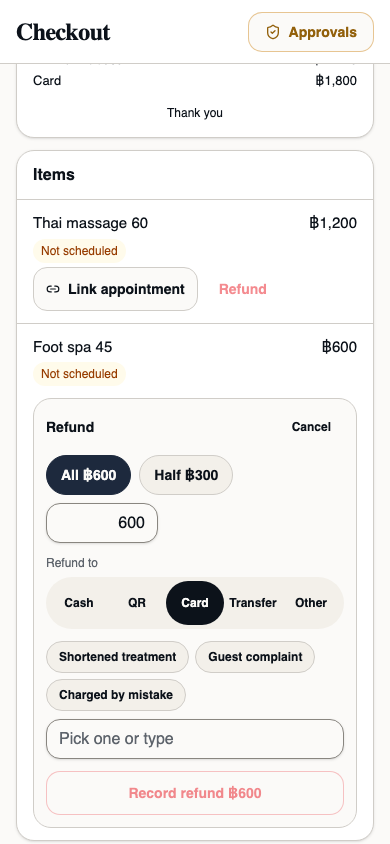 Checkout
Approvals
Card ฿1,800
Thank you
Items
Thai massage 60 ฿1,200
Not scheduled
Link appointment Refund
Foot spa 45 ฿600
Not scheduled
Refund Cancel
All ฿600 Half ฿300
600
Refund to
Cash QR Card Transfer Other
Shortened treatment Guest complaint
Charged by mistake
Pick one or type
Record refund ฿600